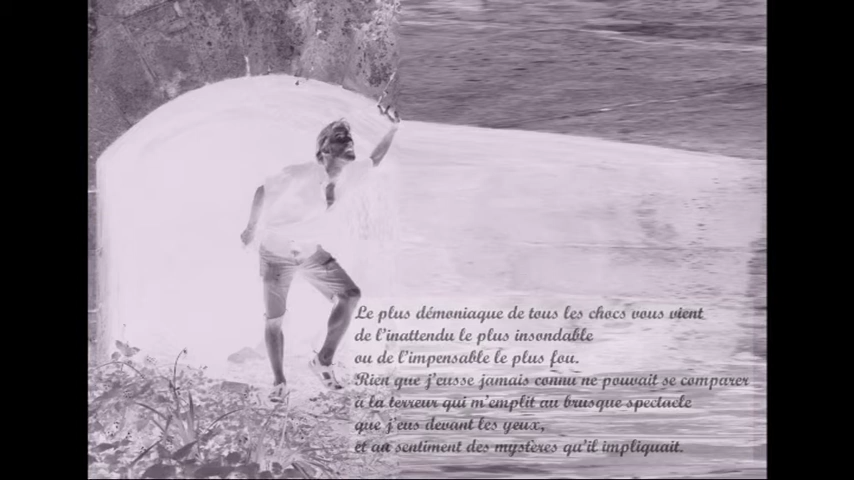 Le plus démoniaque de tous les chocs vous vient
de l'inattendu le plus insondable
ou de l'impensable le plus fou.
Rien que j'eusse jamais connu ne pouvait se comparer
à la terreur qui m'emplit au brusque spectacle
que j'eus devant les yeux,
et au sentiment des mystères qu'il impliquait.